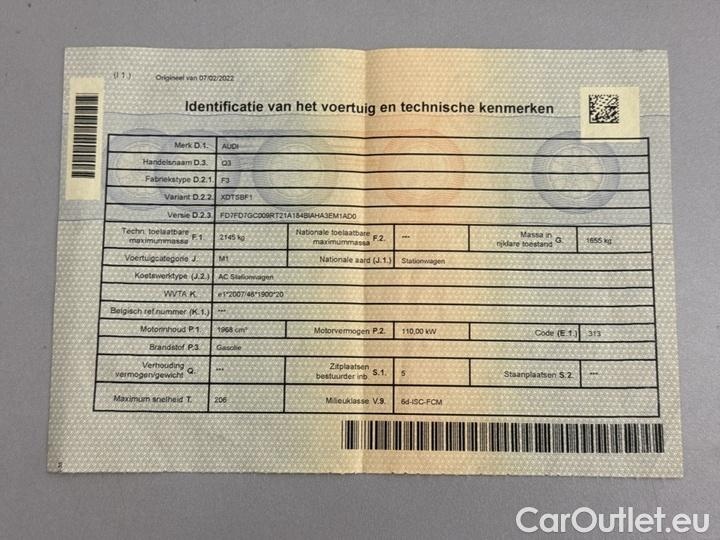 (I 1.) Origineel van 07/02/2022
Identificatie van het voertuig en technische kenmerken
Merk D.1. AUDI
Handelsnaam D.3. Q3
Fabriekstype D.2.1. F3
Variant D.2.2. XDTSBF1
Versie D.2.3. FD7FD7GC009RT21A184BIAHA3EM1AD0
Techn. toelaatbare maximummassa F.1. 2145 kg Nationale toelaatbare maximummassa F.2. --- Massa in rijklare toestand G. 1655 kg
Voertuigcategorie J. M1 Nationale aard (J.1.) Stationwagen
Koetswerktype (J.2.) AC Stationwagen
WVTA K. e1*2007/46*1900*20
Belgisch ref.nummer (K.1.) ---
Motorinhoud P.1. 1968 cm³ Motorvermogen P.2. 110,00 kW Code (E.1.) 313
Brandstof P.3. Gasolie
Verhouding vermogen/gewicht Q. --- Zitplaatsen bestuurder inb. S.1. 5 Staanplaatsen S.2. ---
Maximum snelheid T. 206 Milieuklasse V.9. 6d-ISC-FCM
CarOutlet.eu